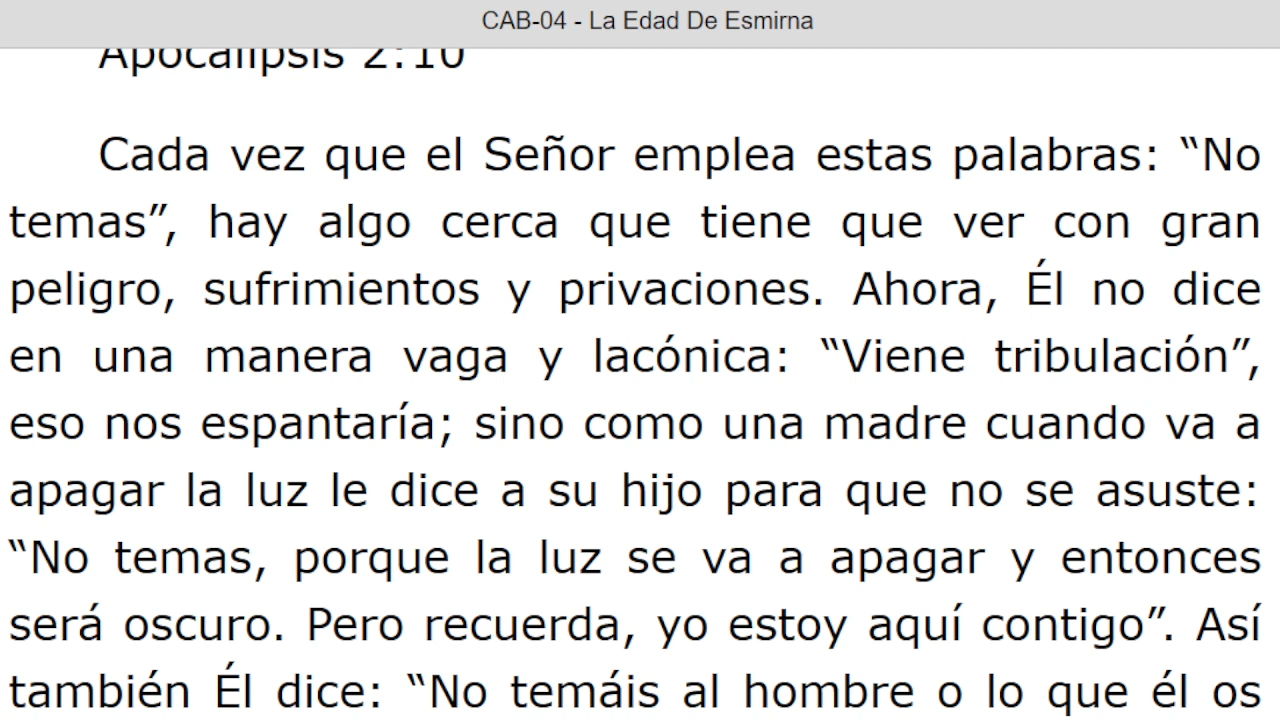 CAB-04 - La Edad De Esmirna
Apocalipsis 2:10
Cada vez que el Señor emplea estas palabras: “No
temas”, hay algo cerca que tiene que ver con gran
peligro, sufrimientos y privaciones. Ahora, Él no dice
en una manera vaga y lacónica: “Viene tribulación”,
eso nos espantaría; sino como una madre cuando va a
apagar la luz le dice a su hijo para que no se asuste:
“No temas, porque la luz se va a apagar y entonces
será oscuro. Pero recuerda, yo estoy aquí contigo”. Así
también Él dice: “No temáis al hombre o lo que él os